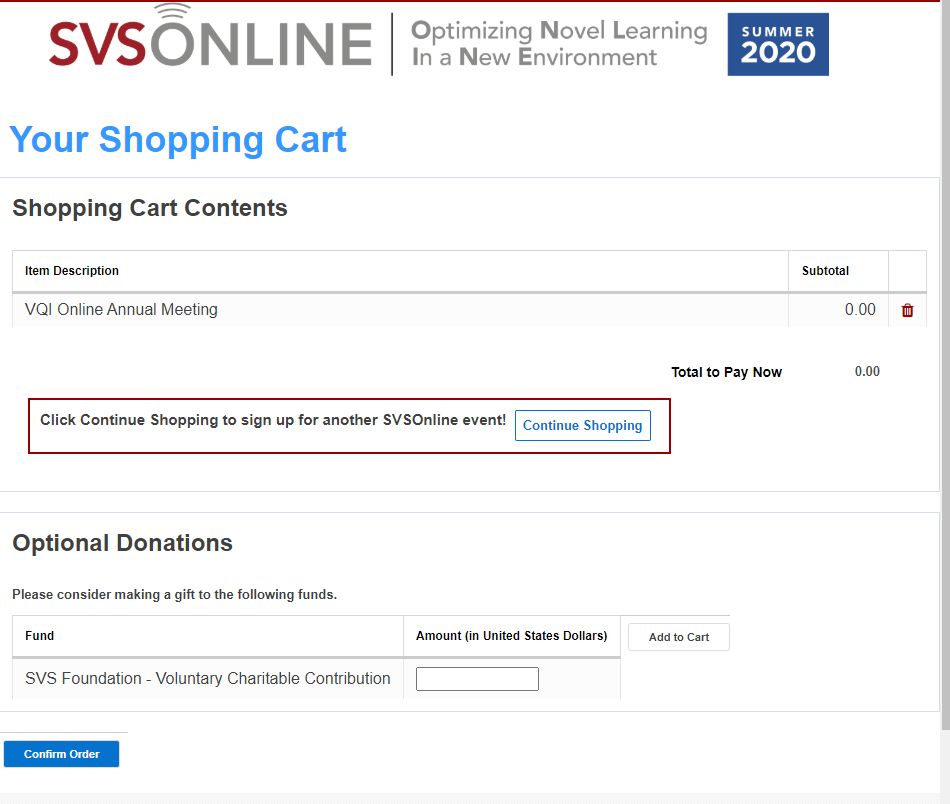 SVSONLINE
Optimizing Novel Learning
In a New Environment
SUMMER
2020
Your Shopping Cart
Shopping Cart Contents
Item Description Subtotal
VQI Online Annual Meeting 0.00
Total to Pay Now 0.00
Click Continue Shopping to sign up for another SVSOnline event! Continue Shopping
Optional Donations
Please consider making a gift to the following funds.
Fund Amount (in United States Dollars) Add to Cart
SVS Foundation - Voluntary Charitable Contribution
Confirm Order